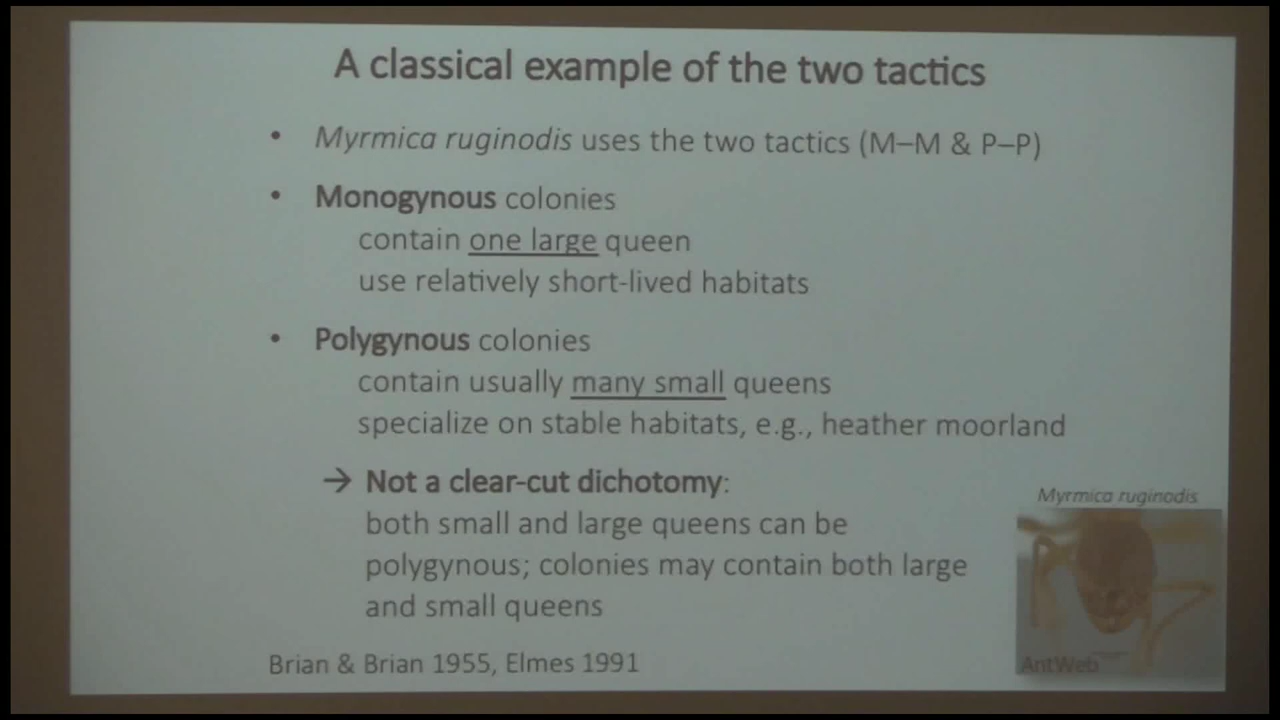 A classical example of the two tactics
• Myrmica ruginodis uses the two tactics (M–M & P–P)
• Monogynous colonies
contain one large queen
use relatively short-lived habitats
• Polygynous colonies
contain usually many small queens
specialize on stable habitats, e.g., heather moorland
→ Not a clear-cut dichotomy:
both small and large queens can be
polygynous; colonies may contain both large
and small queens
Myrmica ruginodis
AntWeb
Brian & Brian 1955, Elmes 1991